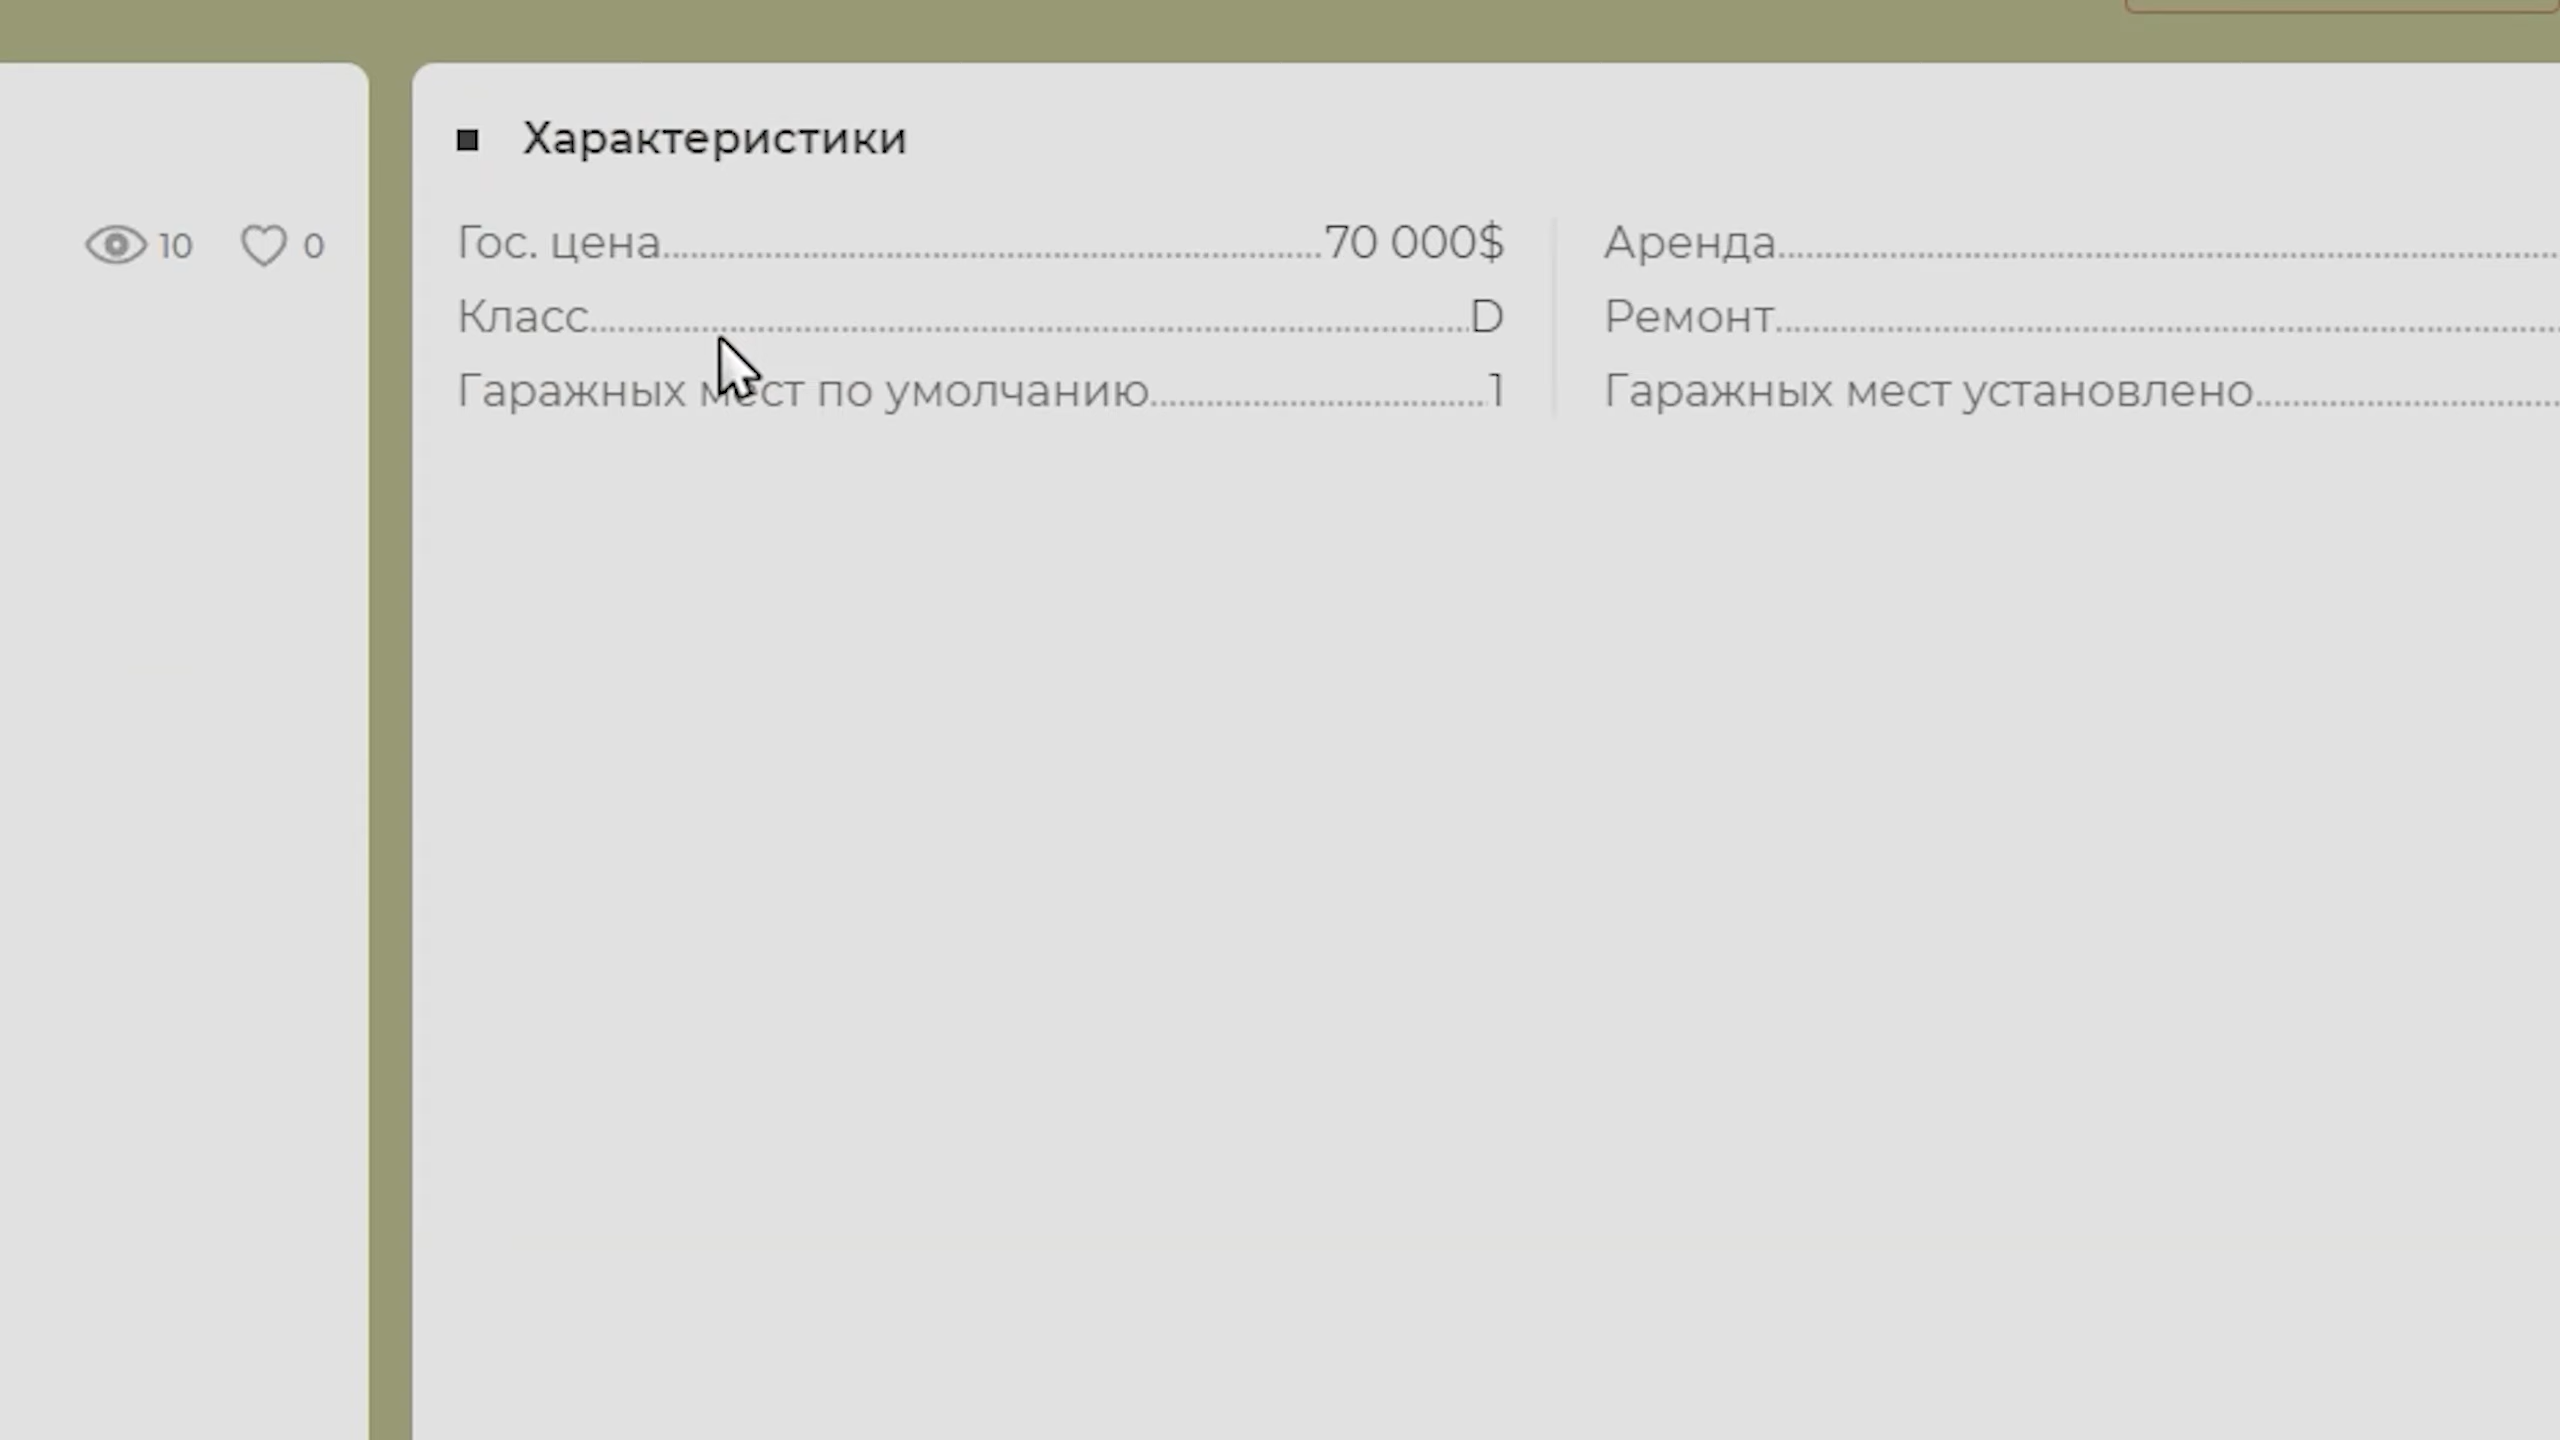 Характеристики
10 0
Гос. цена 70 000$
Класс D
Гаражных мест по умолчанию 1
Аренда
Ремонт
Гаражных мест установлено